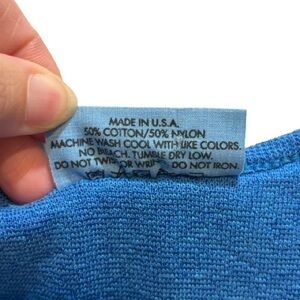 MADE IN U.S.A.
50% COTTON/50% NYLON
MACHINE WASH COOL WITH LIKE COLORS.
NO BLEACH. TUMBLE DRY LOW.
DO NOT TWIST OR WRING. DO NOT IRON.